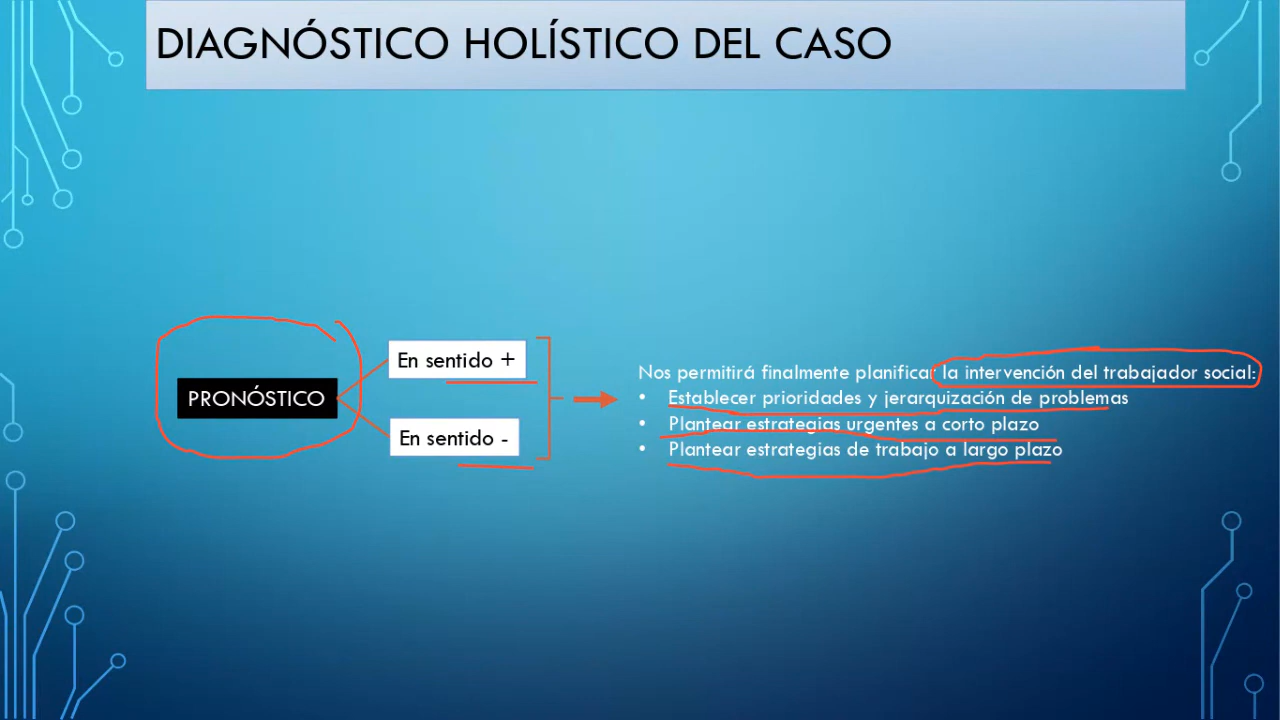 DIAGNÓSTICO HOLÍSTICO DEL CASO
PRONÓSTICO
En sentido +
En sentido -
Nos permitirá finalmente planificar la intervención del trabajador social:
• Establecer prioridades y jerarquización de problemas
• Plantear estrategias urgentes a corto plazo
• Plantear estrategias de trabajo a largo plazo